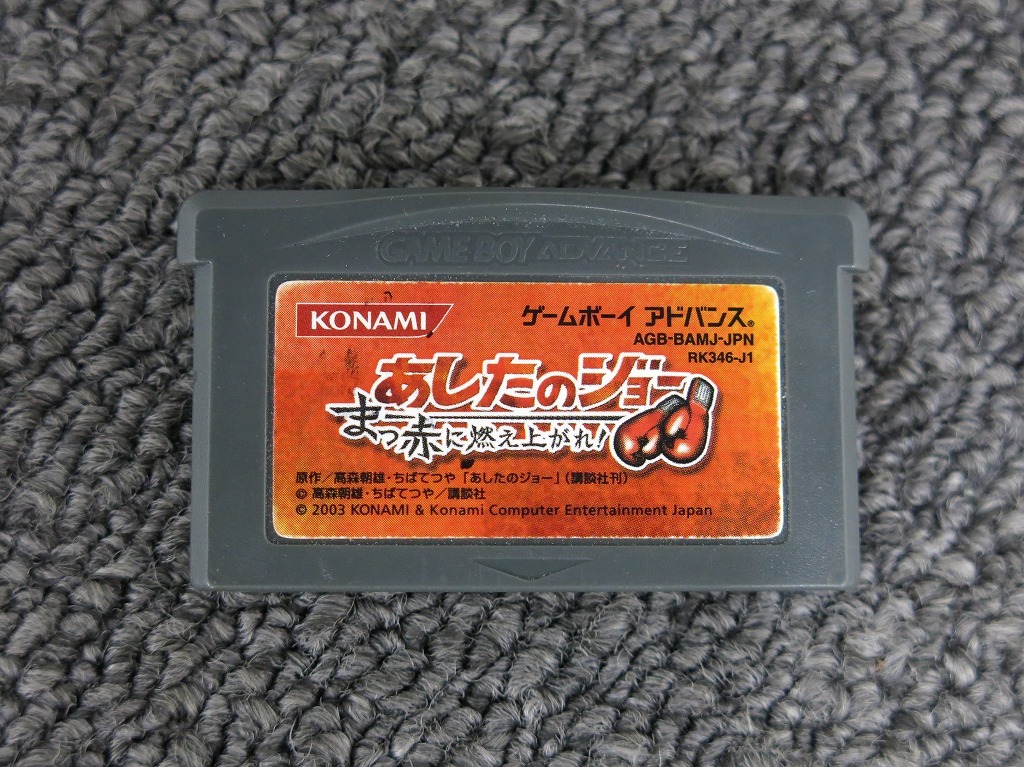 GAME BOY ADVANCE
KONAMI
ゲームボーイ アドバンス®
AGB-BAMJ-JPN
RK346-J1
あしたのジョー
まっ赤に燃え上がれ!
原作/高森朝雄・ちばてつや「あしたのジョー」(講談社刊)
© 高森朝雄・ちばてつや/講談社
© 2003 KONAMI & Konami Computer Entertainment Japan